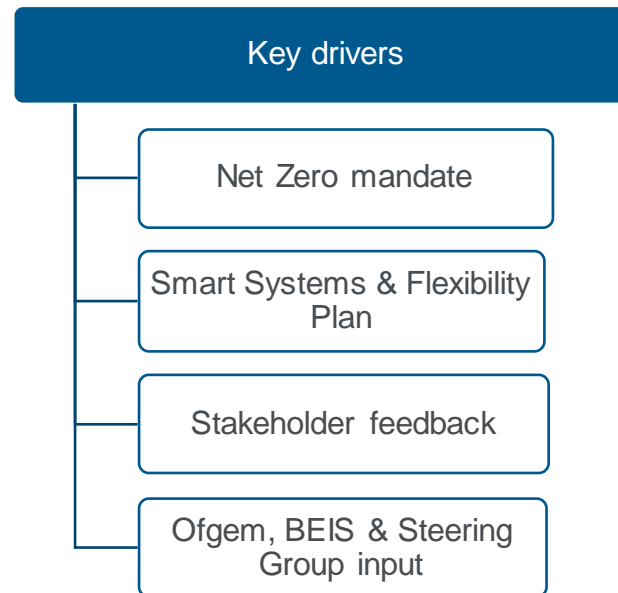 Key drivers
Net Zero mandate
Smart Systems & Flexibility
Plan
Stakeholder feedback
Ofgem, BEIS & Steering
Group input